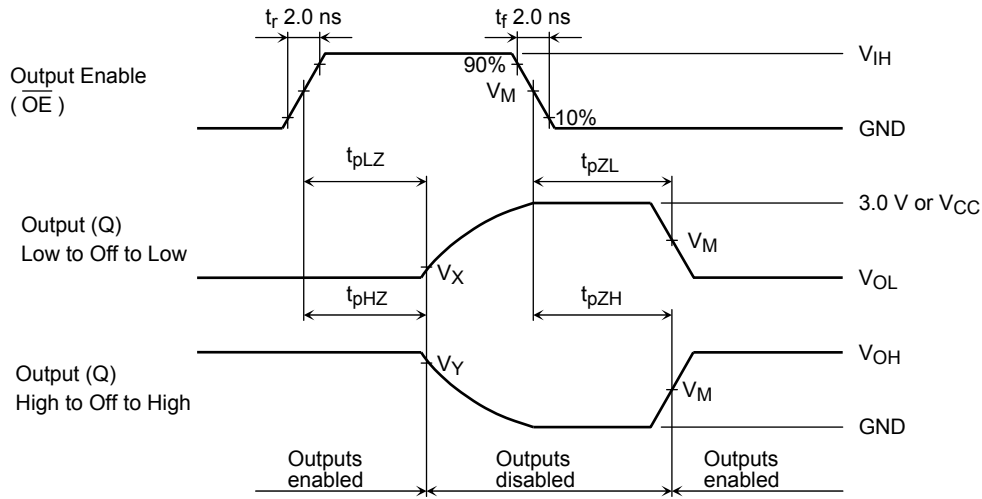 tr 2.0 ns
tf 2.0 ns
Output Enable
( OE )
90%
VM
10%
VIH
GND
tpLZ
tpZL
Output (Q)
Low to Off to Low
VX
VM
3.0 V or VCC
VOL
tpHZ
tpZH
Output (Q)
High to Off to High
VY
VM
VOH
GND
Outputs
enabled
Outputs
disabled
Outputs
enabled